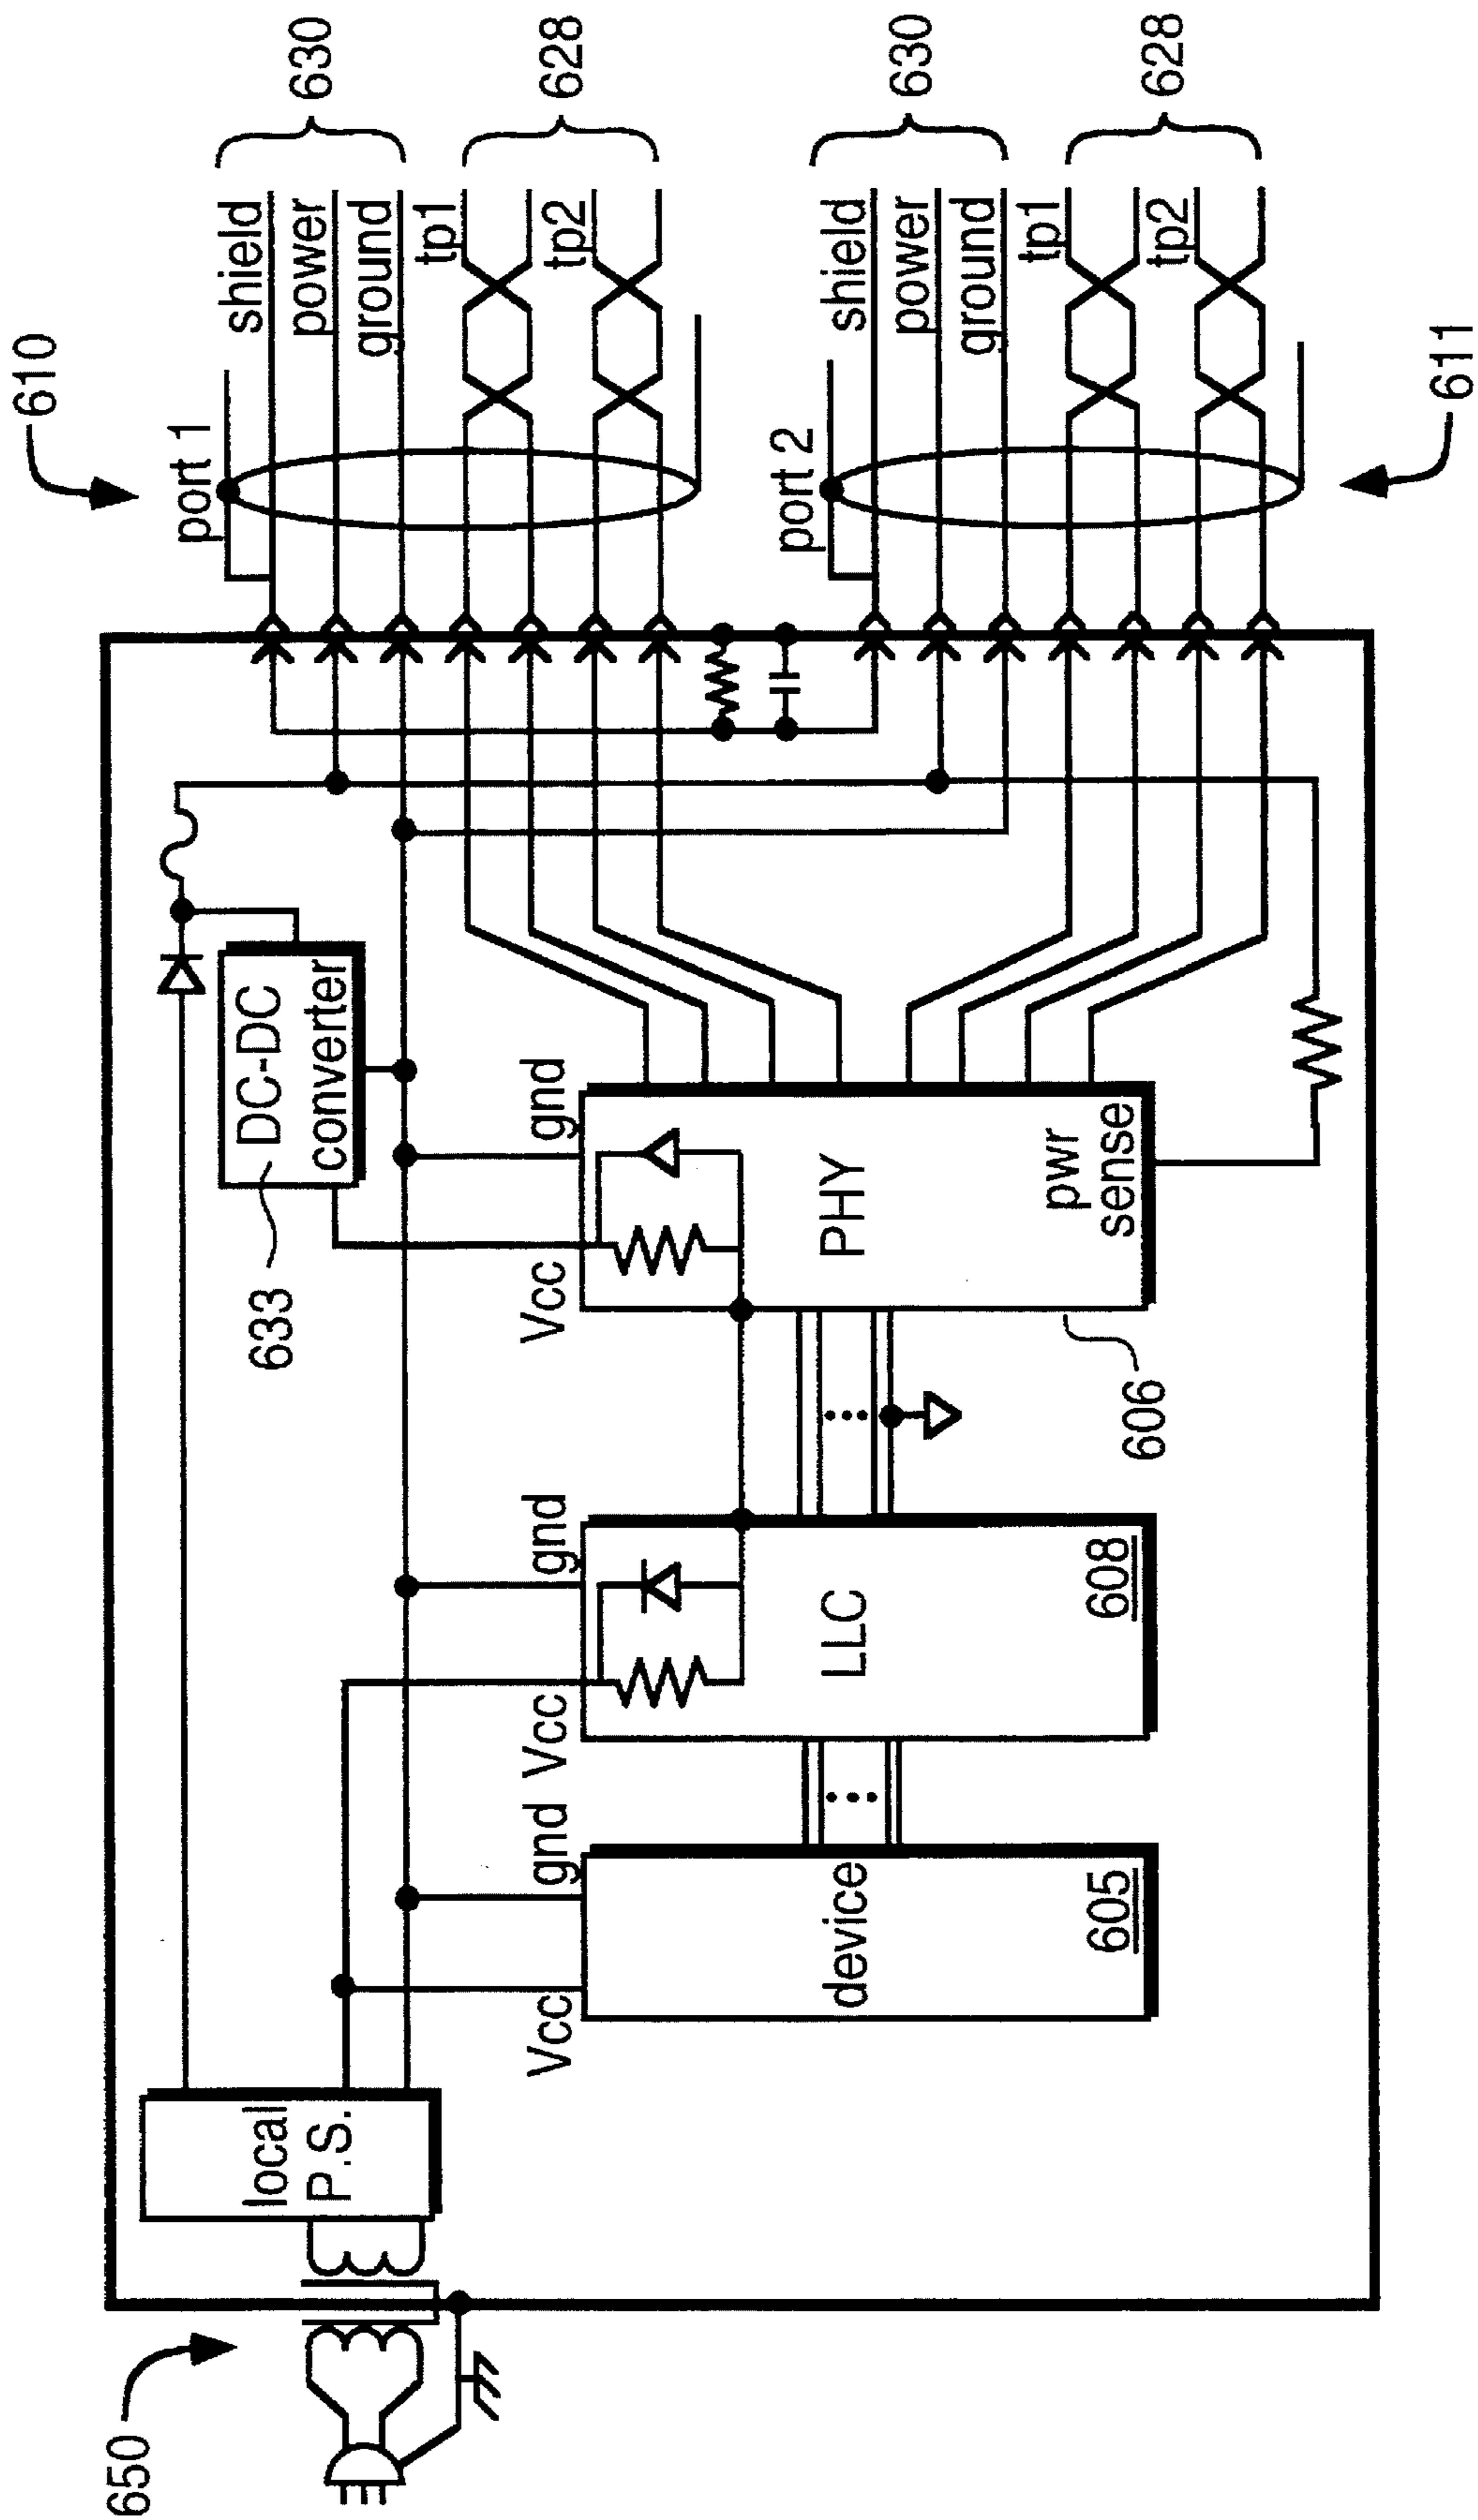 650
local
P.S.
Vcc
gnd
device
605
Vcc
gnd
LLC
608
633
DC-DC
converter
Vcc
gnd
PHY
pwr
sense
606
610
port 1
shield
power
ground
tp1
tp2
630
628
port 2
shield
power
ground
tp1
tp2
630
628
611